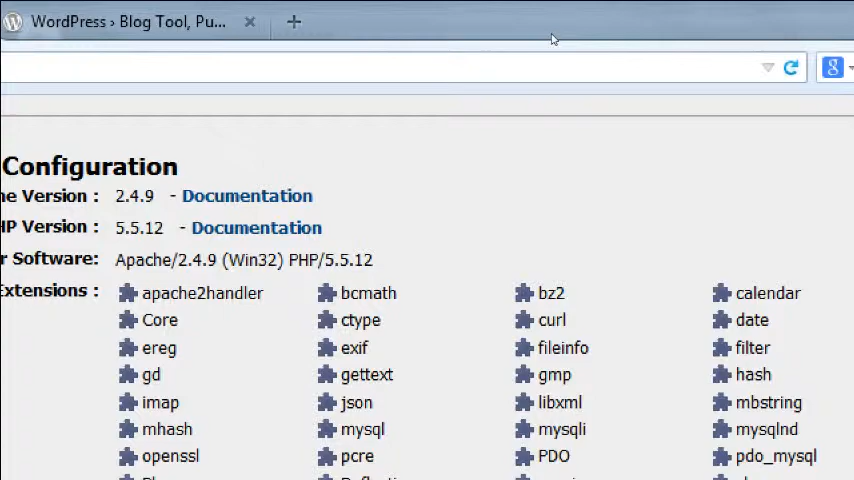 WordPress › Blog Tool, Pu...
Configuration
ne Version : 2.4.9 - Documentation
HP Version : 5.5.12 - Documentation
r Software: Apache/2.4.9 (Win32) PHP/5.5.12
Extensions : apache2handler bcmath bz2 calendar
Core ctype curl date
ereg exif fileinfo filter
gd gettext gmp hash
imap json libxml mbstring
mhash mysql mysqli mysqlnd
openssl pcre PDO pdo_mysql